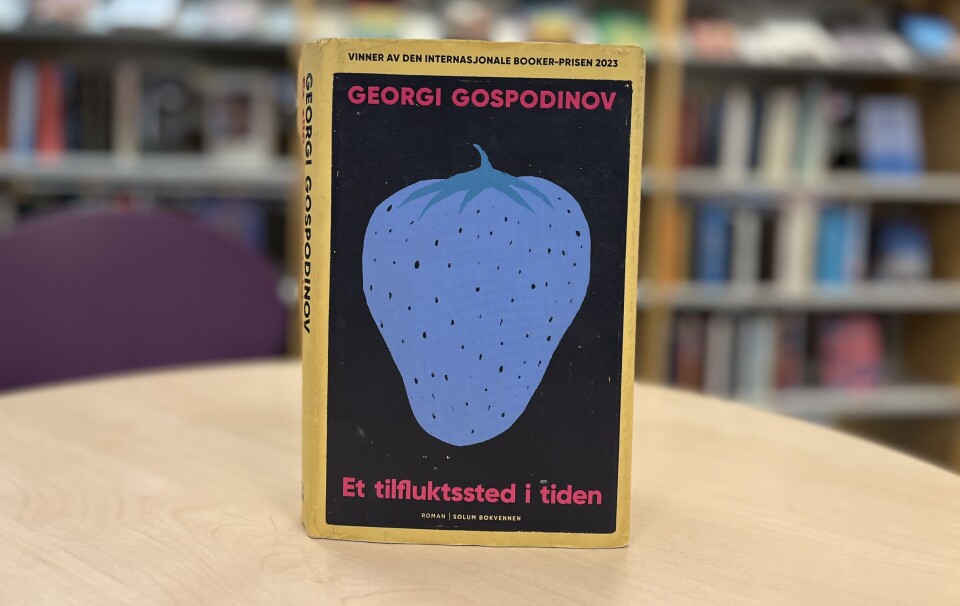 VINNER AV DEN INTERNASJONALE BOOKER-PRISEN 2023
GEORGI GOSPODINOV
Et tilfluktssted i tiden
ROMAN | SOLUM BOKVENNEN
GEORGI GOSPODINOV